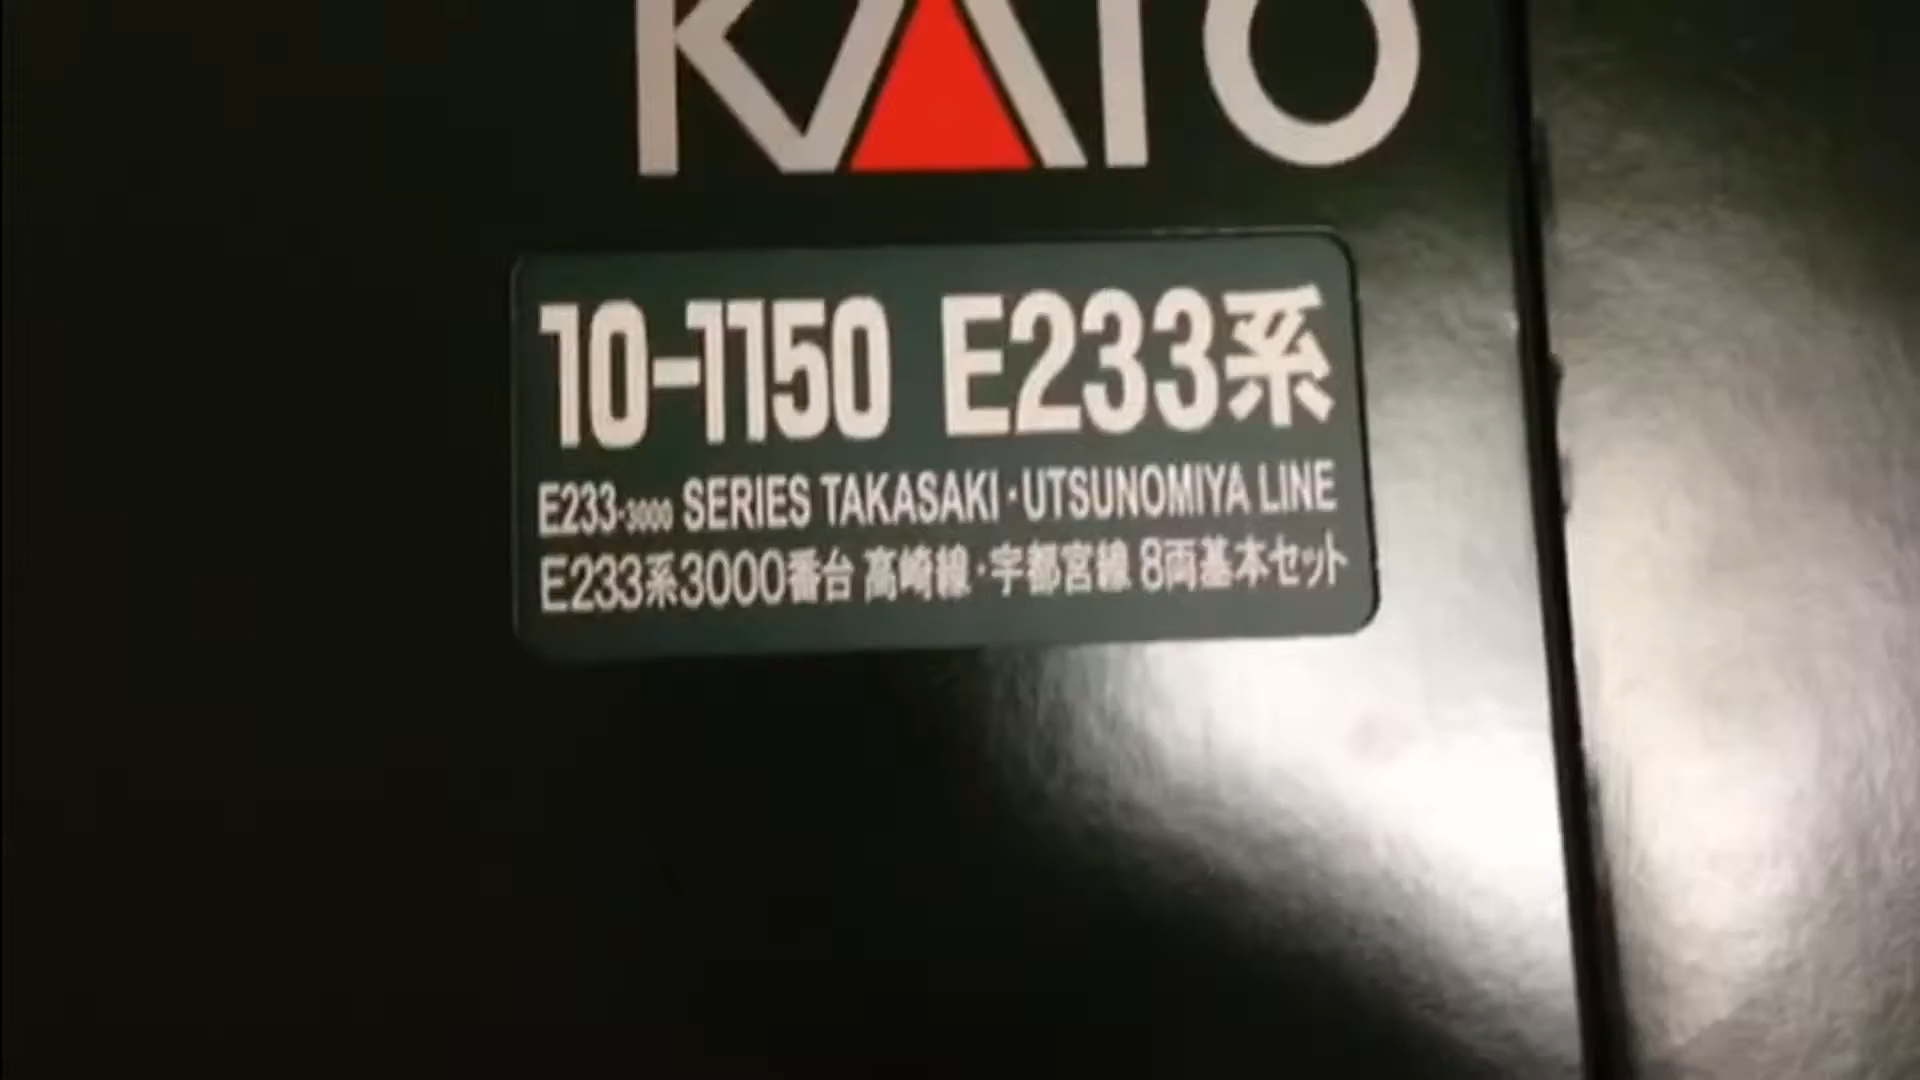 KATO
10-1150 E233系
E233-3000 SERIES TAKASAKI・UTSUNOMIYA LINE
E233系3000番台 高崎線・宇都宮線 8両基本セット